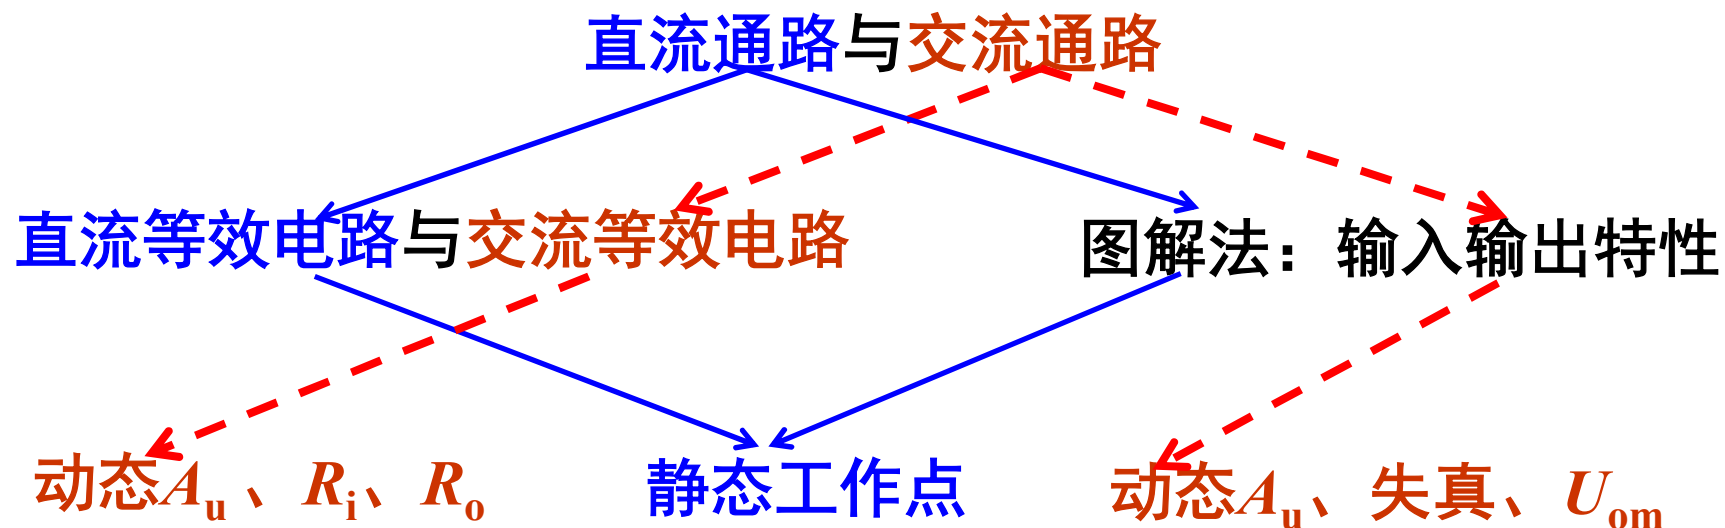 直流通路与交流通路
直流等效电路与交流等效电路
图解法：输入输出特性
动态Au、Ri、Ro
静态工作点
动态Au、失真、Uom